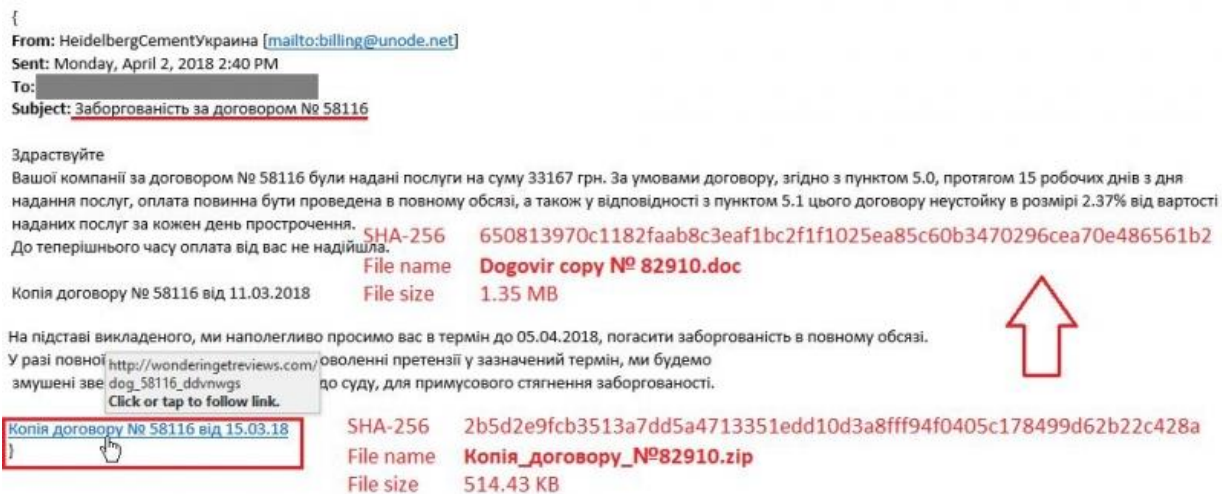 {
From: HeidelbergCementУкраина [mailto:billing@unode.net]
Sent: Monday, April 2, 2018 2:40 PM
To:
Subject: Заборгованість за договором № 58116
Здраствуйте
Вашої компанії за договором № 58116 були надані послуги на суму 33167 грн. За умовами договору, згідно з пунктом 5.0, протягом 15 робочих днів з дня
надання послуг, оплата повинна бути проведена в повному обсязі, а також у відповідності з пунктом 5.1 цього договору неустойку в розмірі 2.37% від вартості
наданих послуг за кожен день прострочення.
До теперішнього часу оплата від вас не надійшла.
SHA-256 650813970c1182faab8c3eaf1bc2f1f1025ea85c60b3470296cea70e486561b2
File name Dogovir copy № 82910.doc
Копія договору № 58116 від 11.03.2018 File size 1.35 MB
На підставі викладеного, ми наполегливо просимо вас в термін до 05.04.2018, погасити заборгованість в повному обсязі.
У разі повної оволенні претензії у зазначений термін, ми будемо
http://wonderingetreviews.com/
змушені зве dog_58116_ddvnwgs до суду, для примусового стягнення заборгованості.
Click or tap to follow link.
Копія договору № 58116 від 15.03.18 SHA-256 2b5d2e9fcb3513a7dd5a4713351edd10d3a8fff94f0405c178499d62b22c428a
} File name Копія_договору_№82910.zip
File size 514.43 KB